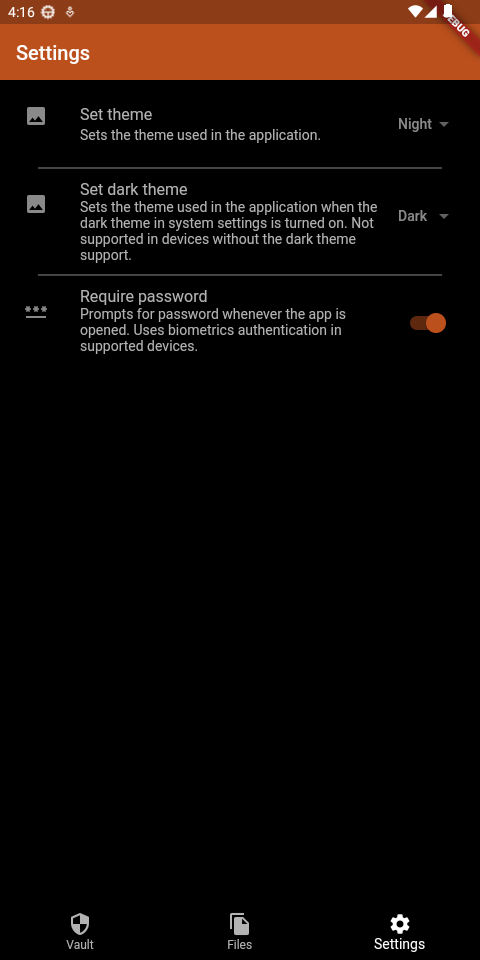 4:16
EBUG
Settings
Set theme
Sets the theme used in the application.
Night
Set dark theme
Sets the theme used in the application when the
dark theme in system settings is turned on. Not
supported in devices without the dark theme
support.
Dark
Require password
Prompts for password whenever the app is
opened. Uses biometrics authentication in
supported devices.
Vault
Files
Settings